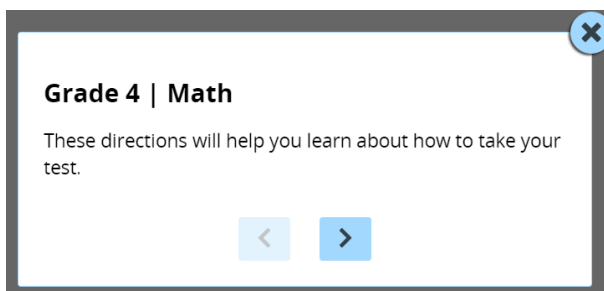 Grade 4 | Math
These directions will help you learn about how to take your
test.